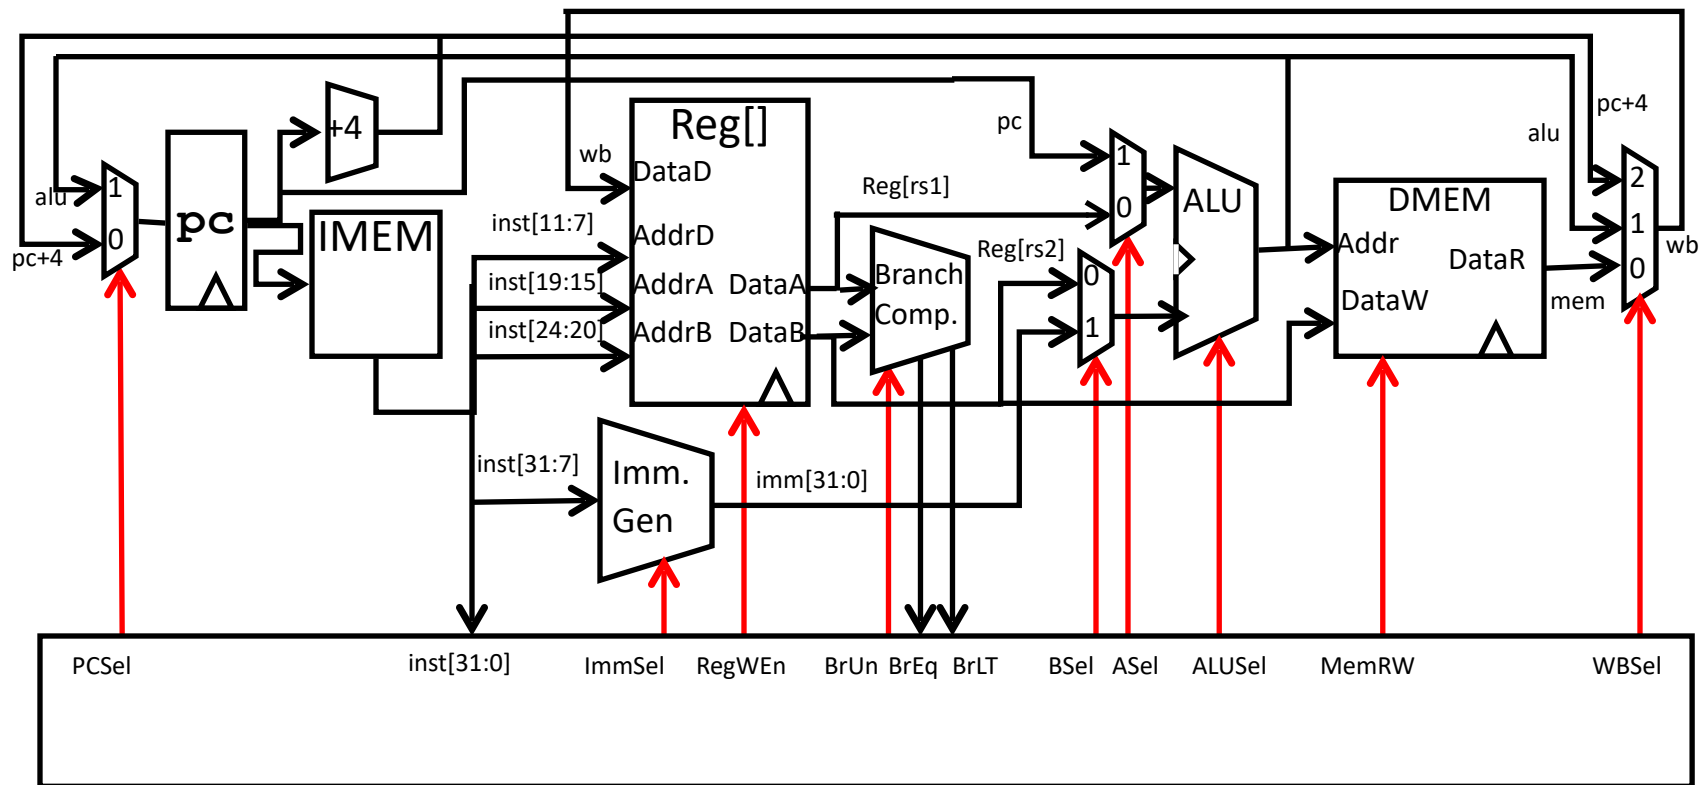 pc+4
alu
pc
+4
Reg[]
wb
DataD
alu
1
0
pc+4
pc
IMEM
inst[11:7]
AddrD
inst[19:15]
AddrA
DataA
inst[24:20]
AddrB
DataB
Reg[rs1]
Reg[rs2]
Branch
Comp.
1
0
0
1
ALU
DMEM
Addr
DataR
DataW
mem
2
1
0
wb
inst[31:7]
Imm.
Gen
imm[31:0]
PCSel
inst[31:0]
ImmSel
RegWEn
BrUn
BrEq
BrLT
BSel
ASel
ALUSel
MemRW
WBSel